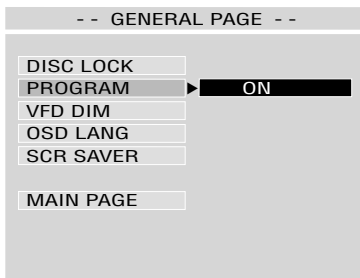 - - GENERAL PAGE - -
DISC LOCK
PROGRAM ON
VFD DIM
OSD LANG
SCR SAVER
MAIN PAGE